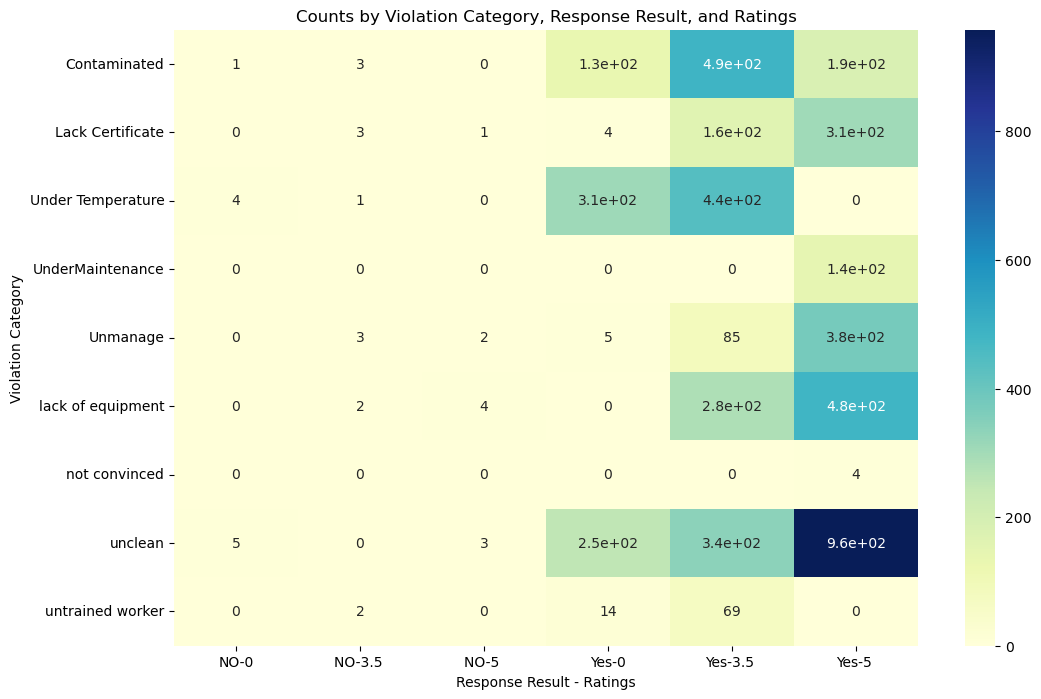 Counts by Violation Category, Response Result, and Ratings
Violation Category
Contaminated 1 3 0 1.3e+02 4.9e+02 1.9e+02
Lack Certificate 0 3 1 4 1.6e+02 3.1e+02
Under Temperature 4 1 0 3.1e+02 4.4e+02 0
UnderMaintenance 0 0 0 0 0 1.4e+02
Unmanage 0 3 2 5 85 3.8e+02
lack of equipment 0 2 4 0 2.8e+02 4.8e+02
not convinced 0 0 0 0 0 4
unclean 5 0 3 2.5e+02 3.4e+02 9.6e+02
untrained worker 0 2 0 14 69 0
NO-0 NO-3.5 NO-5 Yes-0 Yes-3.5 Yes-5
Response Result - Ratings
800
600
400
200
0